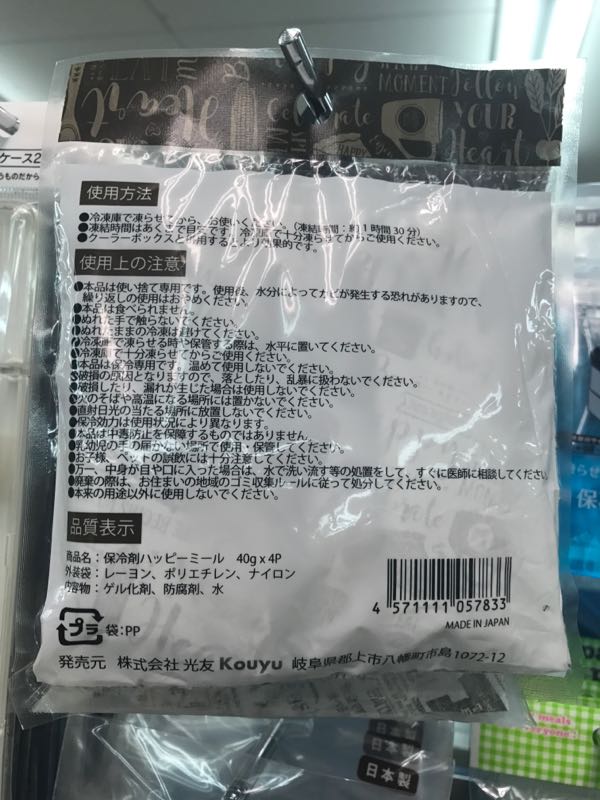 MOMENT
Follow
YOUR
Heart
Heart
HAPPY
ケース2
うものだから
使用方法
●冷凍庫で凍らせてから、お使いください。(凍結時間:約1時間30分)
●凍結時間はあくまで目安です。冷凍庫で十分凍らせてからご使用ください。
●クーラーボックスと併用するとより効果的です。
使用上の注意
●本品は使い捨て専用です。使用後、水分によってカビが発生する恐れがありますので、
繰り返しの使用はおやめください。
●本品は食べられません。
●ぬれた手で触らないでください。
●ぬれたままの冷凍は避けてください。
●冷凍庫で凍らせる時や保管する際は、水平に置いてください。
●冷凍庫で十分凍らせてからご使用ください。
●本品は保冷専用です。温めて使用しないでください。
●破損の原因となりますので、落としたり、乱暴に扱わないでください。
●破損したり、漏れが生じた場合は使用しないでください。
●火のそばや高温になる場所には置かないでください。
●直射日光の当たる場所に放置しないでください。
●保冷効力は使用状況により異なります。
●本品は中毒防止を保障するものではありません。
●乳幼児の手の届かない場所で使用・保管してください。
●お子様、ペットの誤飲には十分注意してください。
●万一、中身が目や口に入った場合は、水で洗い流す等の処置をして、すぐに医師に相談してください。
●廃棄の際は、お住まいの地域のゴミ収集ルールに従って処分してください。
●本来の用途以外に使用しないでください。
品質表示
商品名:保冷剤ハッピーミール 40g x 4P
外装袋:レーヨン、ポリエチレン、ナイロン
内容物:ゲル化剤、防腐剤、水
4 571111 057833
MADE IN JAPAN
プラ 袋:PP
発売元 株式会社 光友 Kouyu 岐阜県郡上市八幡町市島1072-12
meals
everyone!
日本製
日本製
日本製